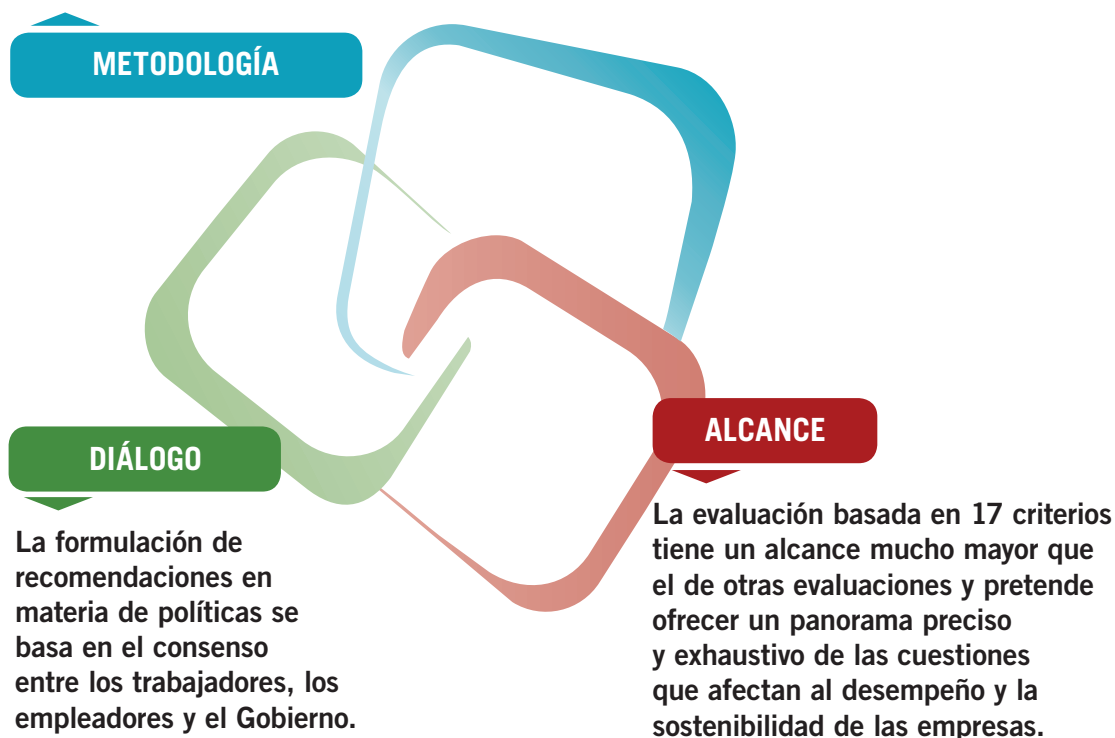 METODOLOGÍA
DIÁLOGO
La formulación de
recomendaciones en
materia de políticas se
basa en el consenso
entre los trabajadores, los
empleadores y el Gobierno.
ALCANCE
La evaluación basada en 17 criterios
tiene un alcance mucho mayor que
el de otras evaluaciones y pretende
ofrecer un panorama preciso
y exhaustivo de las cuestiones
que afectan al desempeño y la
sostenibilidad de las empresas.